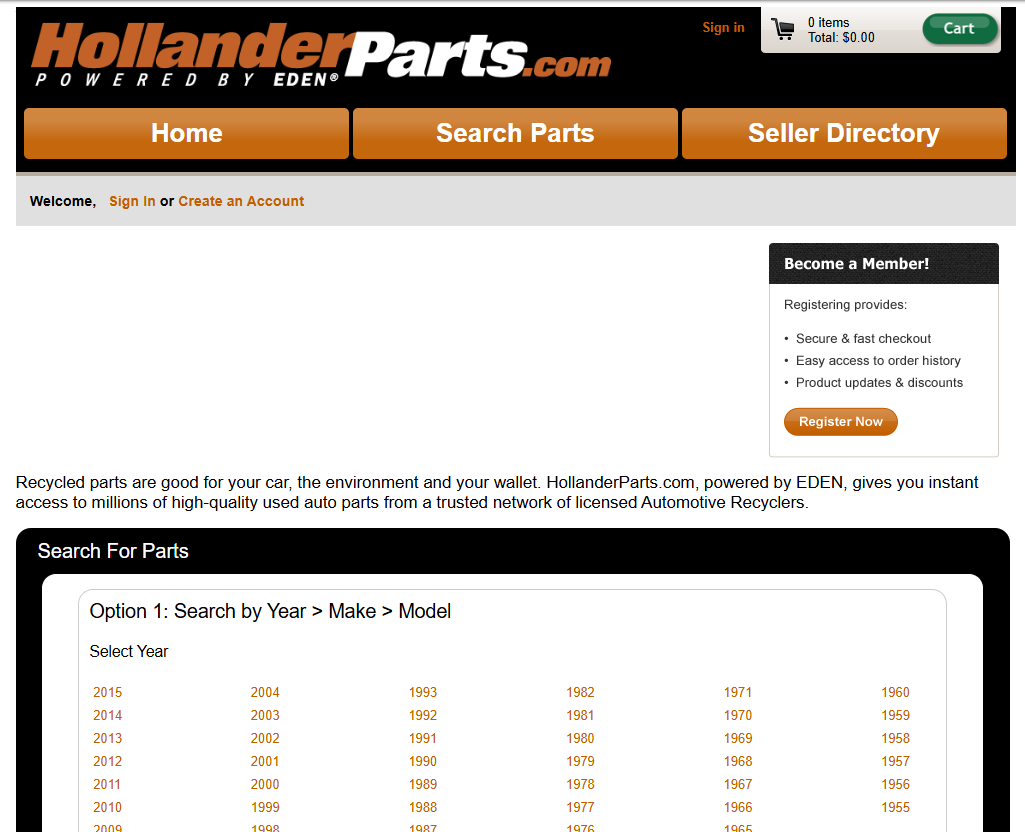 HollanderParts.com
POWERED BY EDEN®
Sign in
0 items
Total: $0.00
Cart
Home
Search Parts
Seller Directory
Welcome, Sign In or Create an Account
Become a Member!
Registering provides:
• Secure & fast checkout
• Easy access to order history
• Product updates & discounts
Register Now
Recycled parts are good for your car, the environment and your wallet. HollanderParts.com, powered by EDEN, gives you instant
access to millions of high-quality used auto parts from a trusted network of licensed Automotive Recyclers.
Search For Parts
Option 1: Search by Year > Make > Model
Select Year
2015 2004 1993 1982 1971 1960
2014 2003 1992 1981 1970 1959
2013 2002 1991 1980 1969 1958
2012 2001 1990 1979 1968 1957
2011 2000 1989 1978 1967 1956
2010 1999 1988 1977 1966 1955
2009 1998 1987 1976 1965